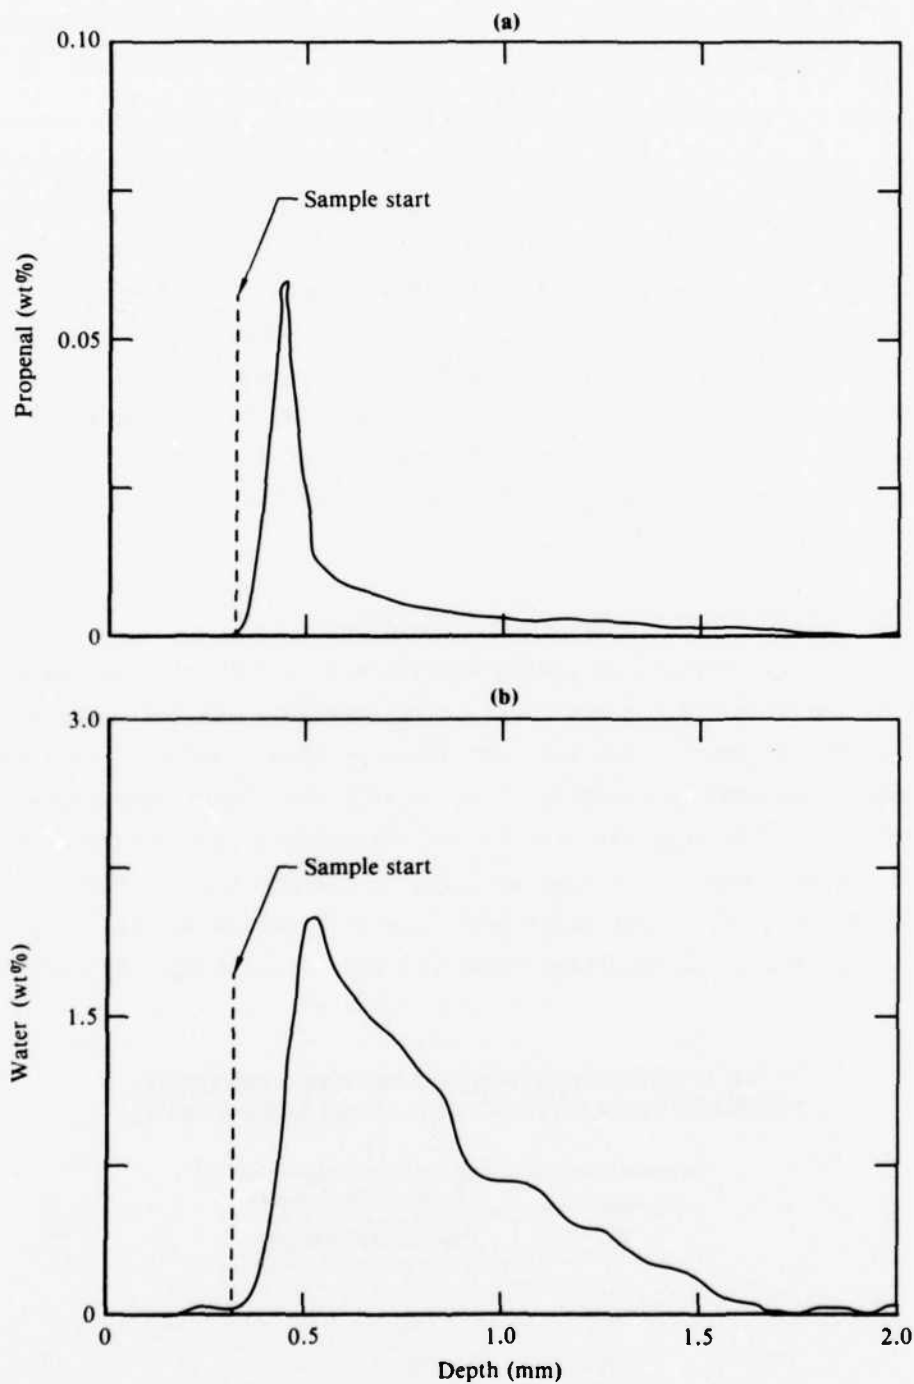 (a)
0.10
Sample start
Propenal (wt%)
0.05
0
(b)
3.0
Sample start
Water (wt%)
1.5
0
0 0.5 1.0 1.5 2.0
Depth (mm)